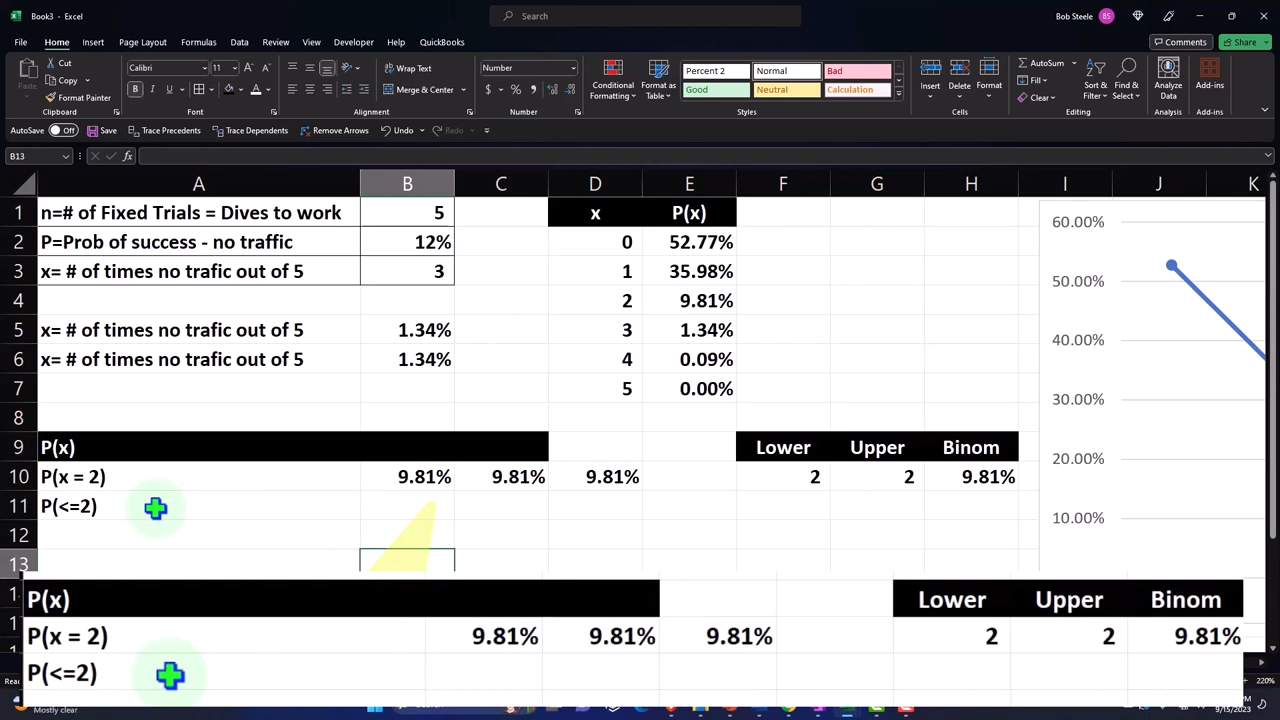 Book3 - Excel
Search
Bob Steele BS
File Home Insert Page Layout Formulas Data Review View Developer Help QuickBooks
Comments Share
Paste
Cut
Copy
Format Painter
Clipboard
Calibri 11
Font
Wrap Text
Merge & Center
Alignment
Number
Number
Conditional Formatting
Format as Table
Percent 2 Normal Bad
Good Neutral Calculation
Styles
Insert Delete Format
Cells
AutoSum
Fill
Clear
Sort & Filter
Find & Select
Editing
Analyze Data
Analysis
Add-ins
Add-ins
AutoSave Off Save Trace Precedents Trace Dependents Remove Arrows Undo Redo
B13 fx
A B C D E F G H I J K
1 n=# of Fixed Trials = Dives to work 5 x P(x)
2 P=Prob of success - no traffic 12% 0 52.77%
3 x= # of times no trafic out of 5 3 1 35.98%
4 2 9.81%
5 x= # of times no trafic out of 5 1.34% 3 1.34%
6 x= # of times no trafic out of 5 1.34% 4 0.09%
7 5 0.00%
8
9 P(x) Lower Upper Binom
10 P(x = 2) 9.81% 9.81% 9.81% 2 2 9.81%
11 P(<=2)
12
13
60.00%
50.00%
40.00%
30.00%
20.00%
10.00%
P(x) Lower Upper Binom
P(x = 2) 9.81% 9.81% 9.81% 2 2 9.81%
P(<=2)
220%
Mostly clear
9/15/2023